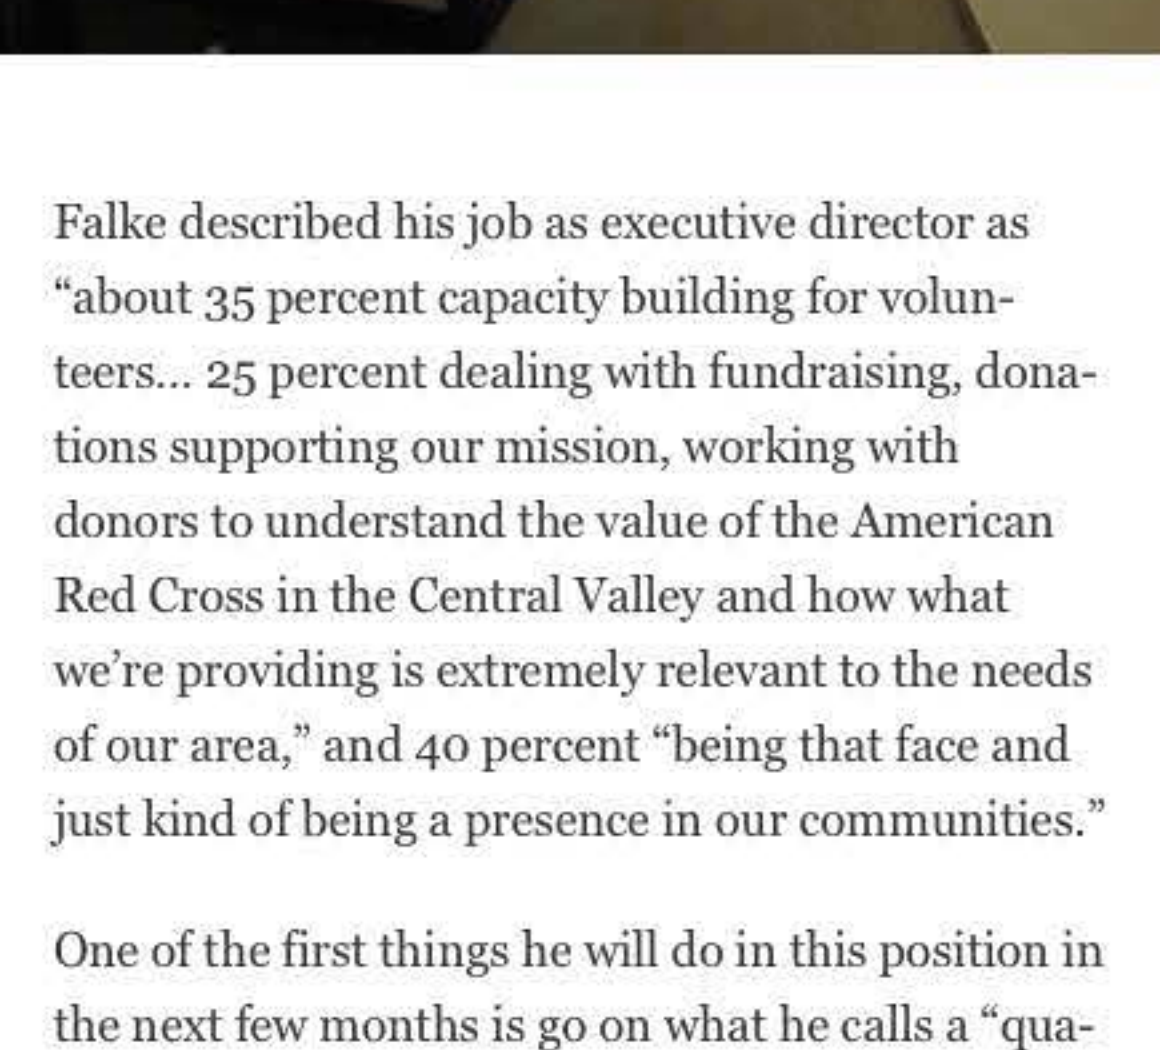 Falke described his job as executive director as
“about 35 percent capacity building for volun-
teers... 25 percent dealing with fundraising, dona-
tions supporting our mission, working with
donors to understand the value of the American
Red Cross in the Central Valley and how what
we’re providing is extremely relevant to the needs
of our area,” and 40 percent “being that face and
just kind of being a presence in our communities.”
One of the first things he will do in this position in
the next few months is go on what he calls a “qua-